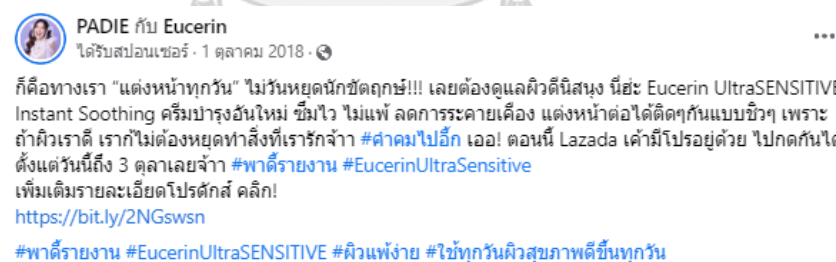 PADIE กับ Eucerin
ได้รับสปอนเซอร์ · 1 ตุลาคม 2018 ·
ก็คือทางเรา “แต่งหน้าทุกวัน” ไม่วันหยุดนักขัตฤกษ์!!! เลยต้องดูแลผิวดีนิสนุง นี่ฮ่ะ Eucerin UltraSENSITIVE
Instant Soothing ครีมบำรุงอันใหม่ ซึมไว ไม่แพ้ ลดการระคายเคือง แต่งหน้าต่อได้ติดๆกันแบบชิวๆ เพราะ
ถ้าผิวเราดี เราก้ไม่ต้องหยุดทำสิ่งที่เรารักจ้าา #คำคมไปอี้ก เออ! ตอนนี้ Lazada เค้ามีโปรอยู่ด้วย ไปกดกันได้
ตั้งแต่วันนี้ถึง 3 ตุลาเลยจ้าา #พาดี้รายงาน #EucerinUltraSensitive
เพิ่มเติมรายละเอียดโปรดักส์ คลิก!
https://bit.ly/2NGswsn
#พาดี้รายงาน #EucerinUltraSENSITIVE #ผิวแพ้ง่าย #ใช้ทุกวันผิวสุขภาพดีขึ้นทุกวัน